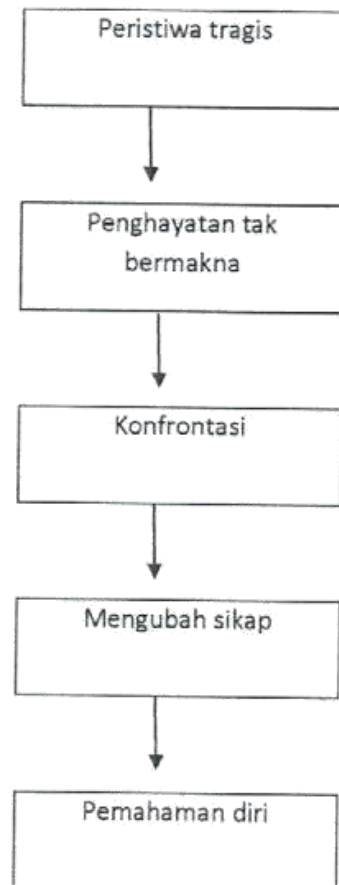 Peristiwa tragis
Penghayatan tak
bermakna
Konfrontasi
Mengubah sikap
Pemahaman diri